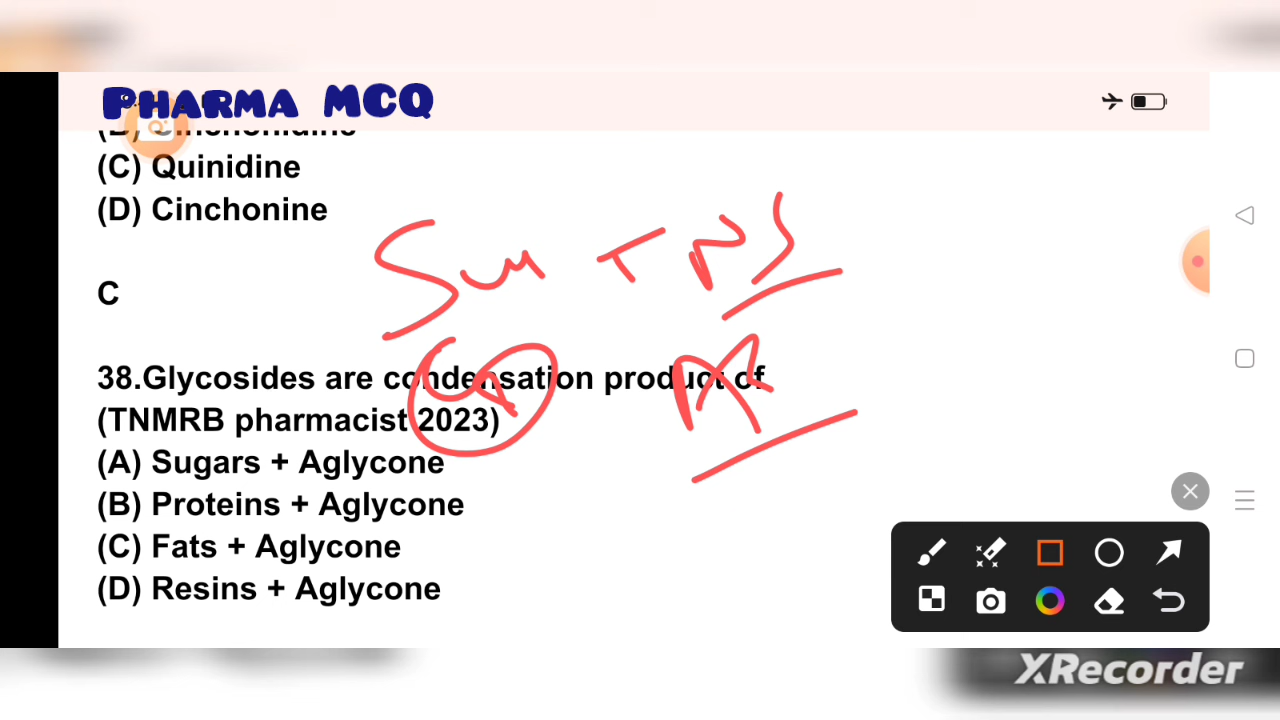 PHARMA MCQ
(C) Quinidine
(D) Cinchonine
C
38.Glycosides are condensation product of
(TNMRB pharmacist 2023)
(A) Sugars + Aglycone
(B) Proteins + Aglycone
(C) Fats + Aglycone
(D) Resins + Aglycone
XRecorder